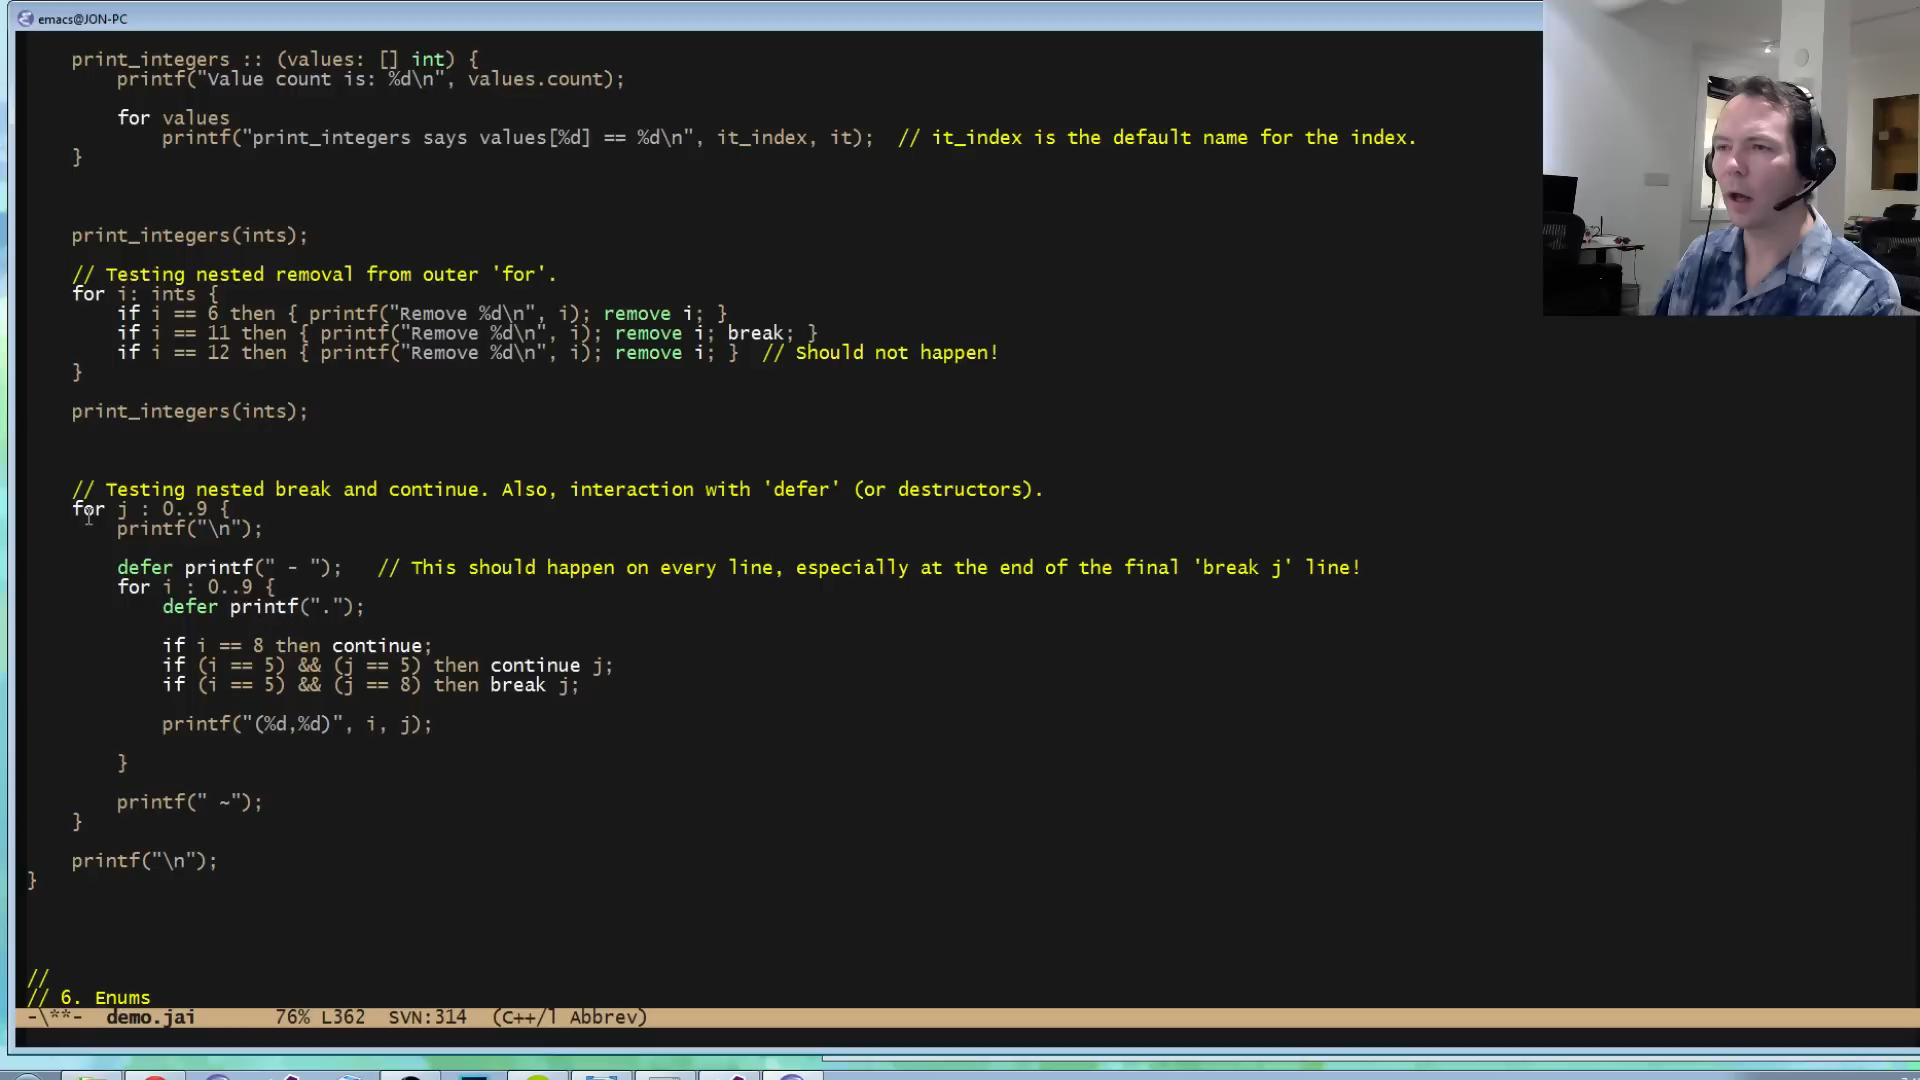 emacs@JON-PC
print_integers :: (values: [] int) {
printf("Value count is: %d\n", values.count);
for values
printf("print_integers says values[%d] == %d\n", it_index, it);  // it_index is the default name for the index.
}
print_integers(ints);
// Testing nested removal from outer 'for'.
for i: ints {
if i == 6 then { printf("Remove %d\n", i); remove i; }
if i == 11 then { printf("Remove %d\n", i); remove i; break; }
if i == 12 then { printf("Remove %d\n", i); remove i; }  // Should not happen!
}
print_integers(ints);
// Testing nested break and continue. Also, interaction with 'defer' (or destructors).
for j : 0..9 {
printf("\n");
defer printf(" - ");   // This should happen on every line, especially at the end of the final 'break j' line!
for i : 0..9 {
defer printf(".");
if i == 8 then continue;
if (i == 5) && (j == 5) then continue j;
if (i == 5) && (j == 8) then break j;
printf("(%d,%d)", i, j);
}
printf(" ~");
}
printf("\n");
}
//
// 6. Enums
-\**-  demo.jai       76% L362  SVN:314  (C++/l Abbrev)